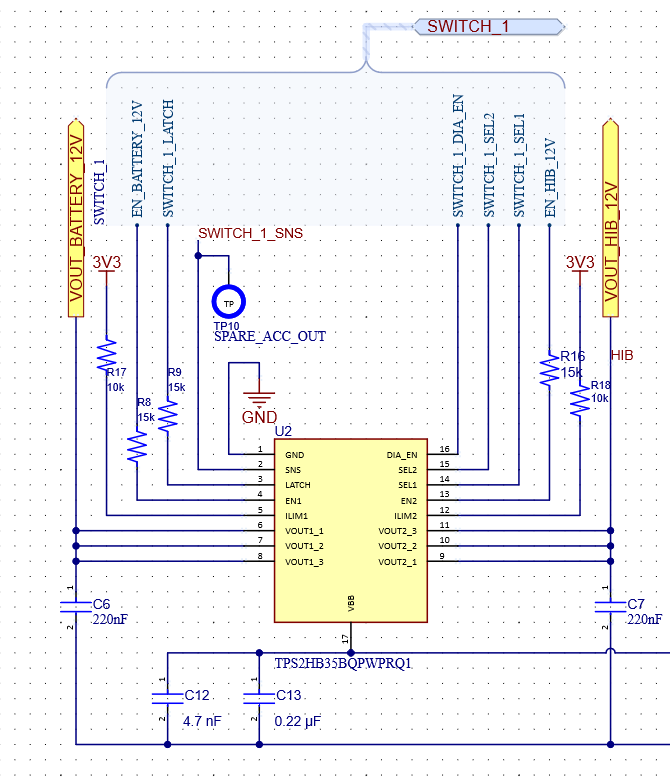 SWITCH_1
VOUT_BATTERY_12V
SWITCH_1
EN_BATTERY_12V
SWITCH_1_LATCH
SWITCH_1_DIA_EN
SWITCH_1_SEL2
SWITCH_1_SEL1
EN_HIB_12V
VOUT_HIB_12V
SWITCH_1_SNS
3V3
3V3
TP
TP10
SPARE_ACC_OUT
HIB
R17
10k
R9
15k
R8
15k
R16
15k
R18
10k
GND
U2
1 GND DIA_EN 16
2 SNS SEL2 15
3 LATCH SEL1 14
4 EN1 EN2 13
5 ILIM1 ILIM2 12
6 VOUT1_1 VOUT2_3 11
7 VOUT1_2 VOUT2_2 10
8 VOUT1_3 VOUT2_1 9
VBB
17
1
C6
220nF
2
1
C7
220nF
2
TPS2HB35BQPWPRQ1
1
C12
2
4.7 nF
1
C13
2
0.22 µF